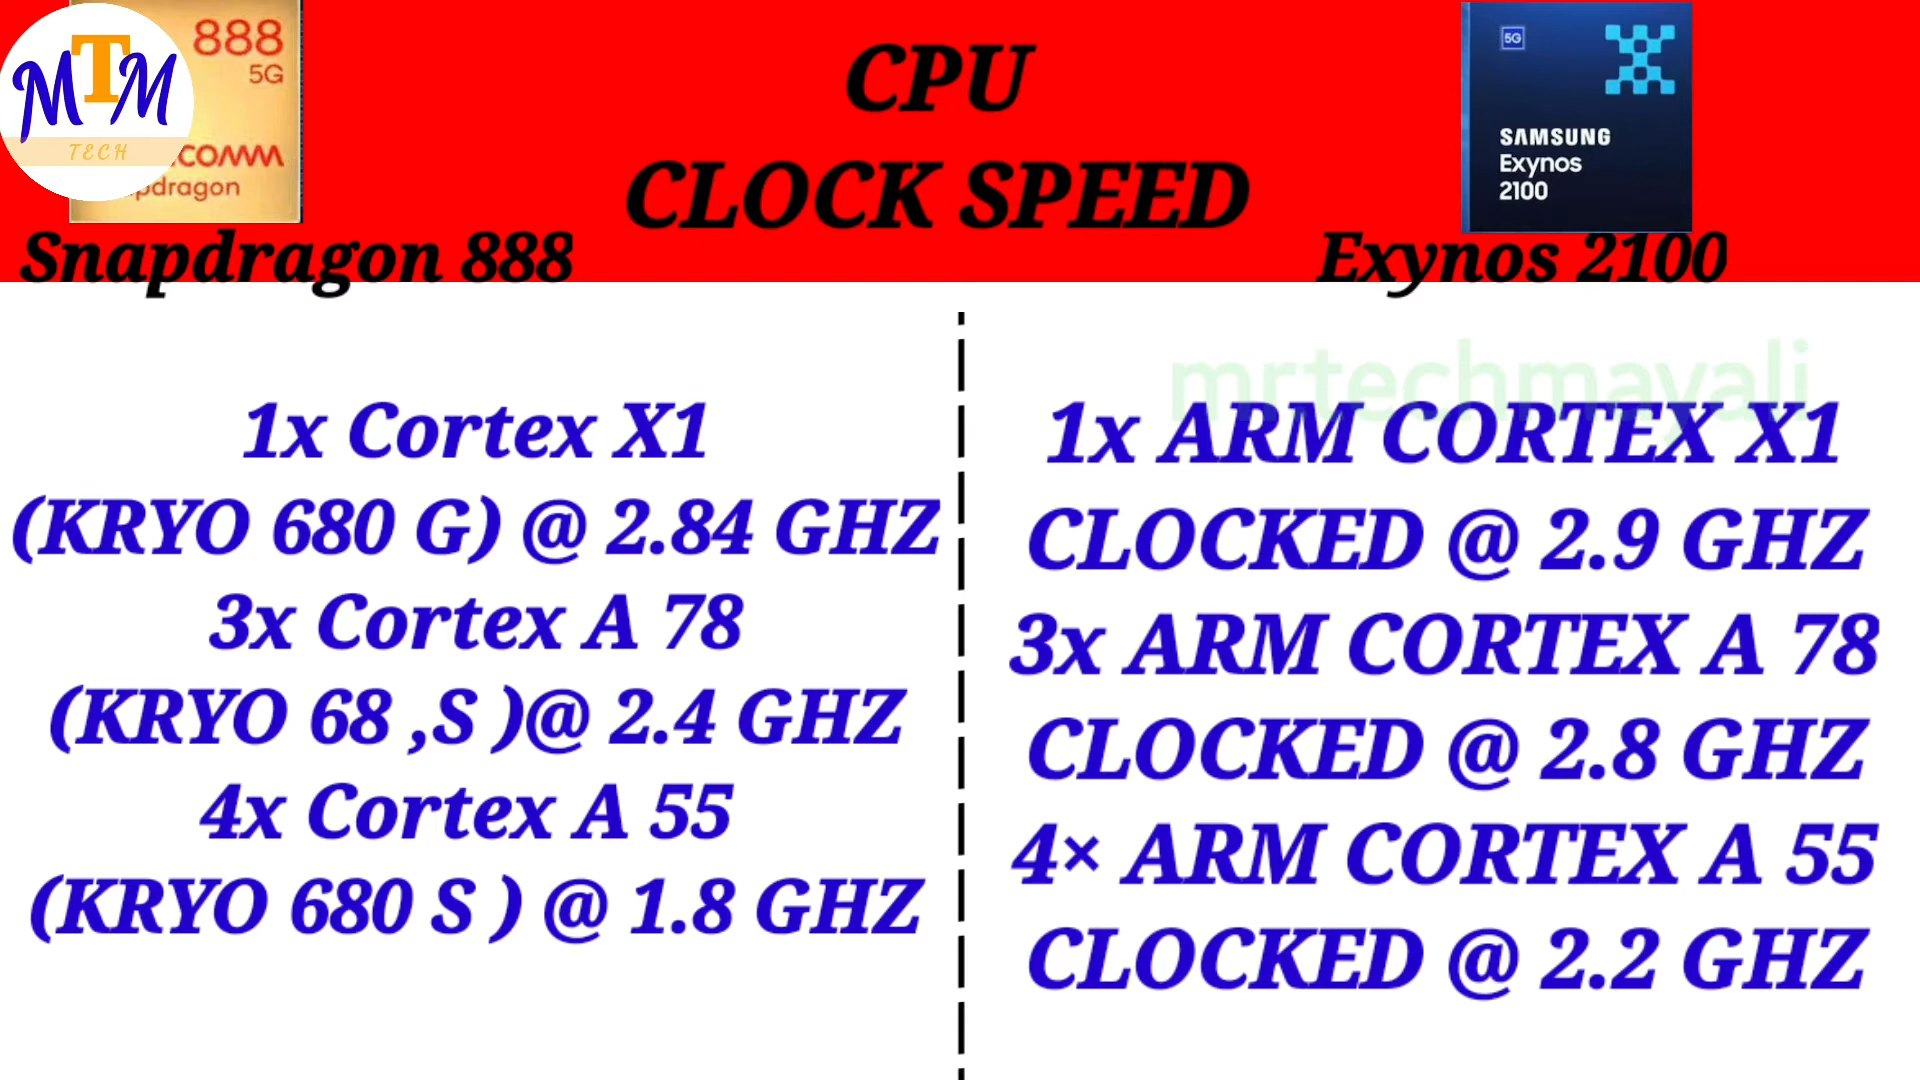 888
5G
MTM
TECH
COMM
pdragon
CPU
CLOCK SPEED
5G
SAMSUNG
Exynos
2100
Snapdragon 888
Exynos 2100
mrtechmayali
1x Cortex X1
(KRYO 680 G) @ 2.84 GHZ
3x Cortex A 78
(KRYO 68 ,S )@ 2.4 GHZ
4x Cortex A 55
(KRYO 680 S ) @ 1.8 GHZ
1x ARM CORTEX X1
CLOCKED @ 2.9 GHZ
3x ARM CORTEX A 78
CLOCKED @ 2.8 GHZ
4× ARM CORTEX A 55
CLOCKED @ 2.2 GHZ